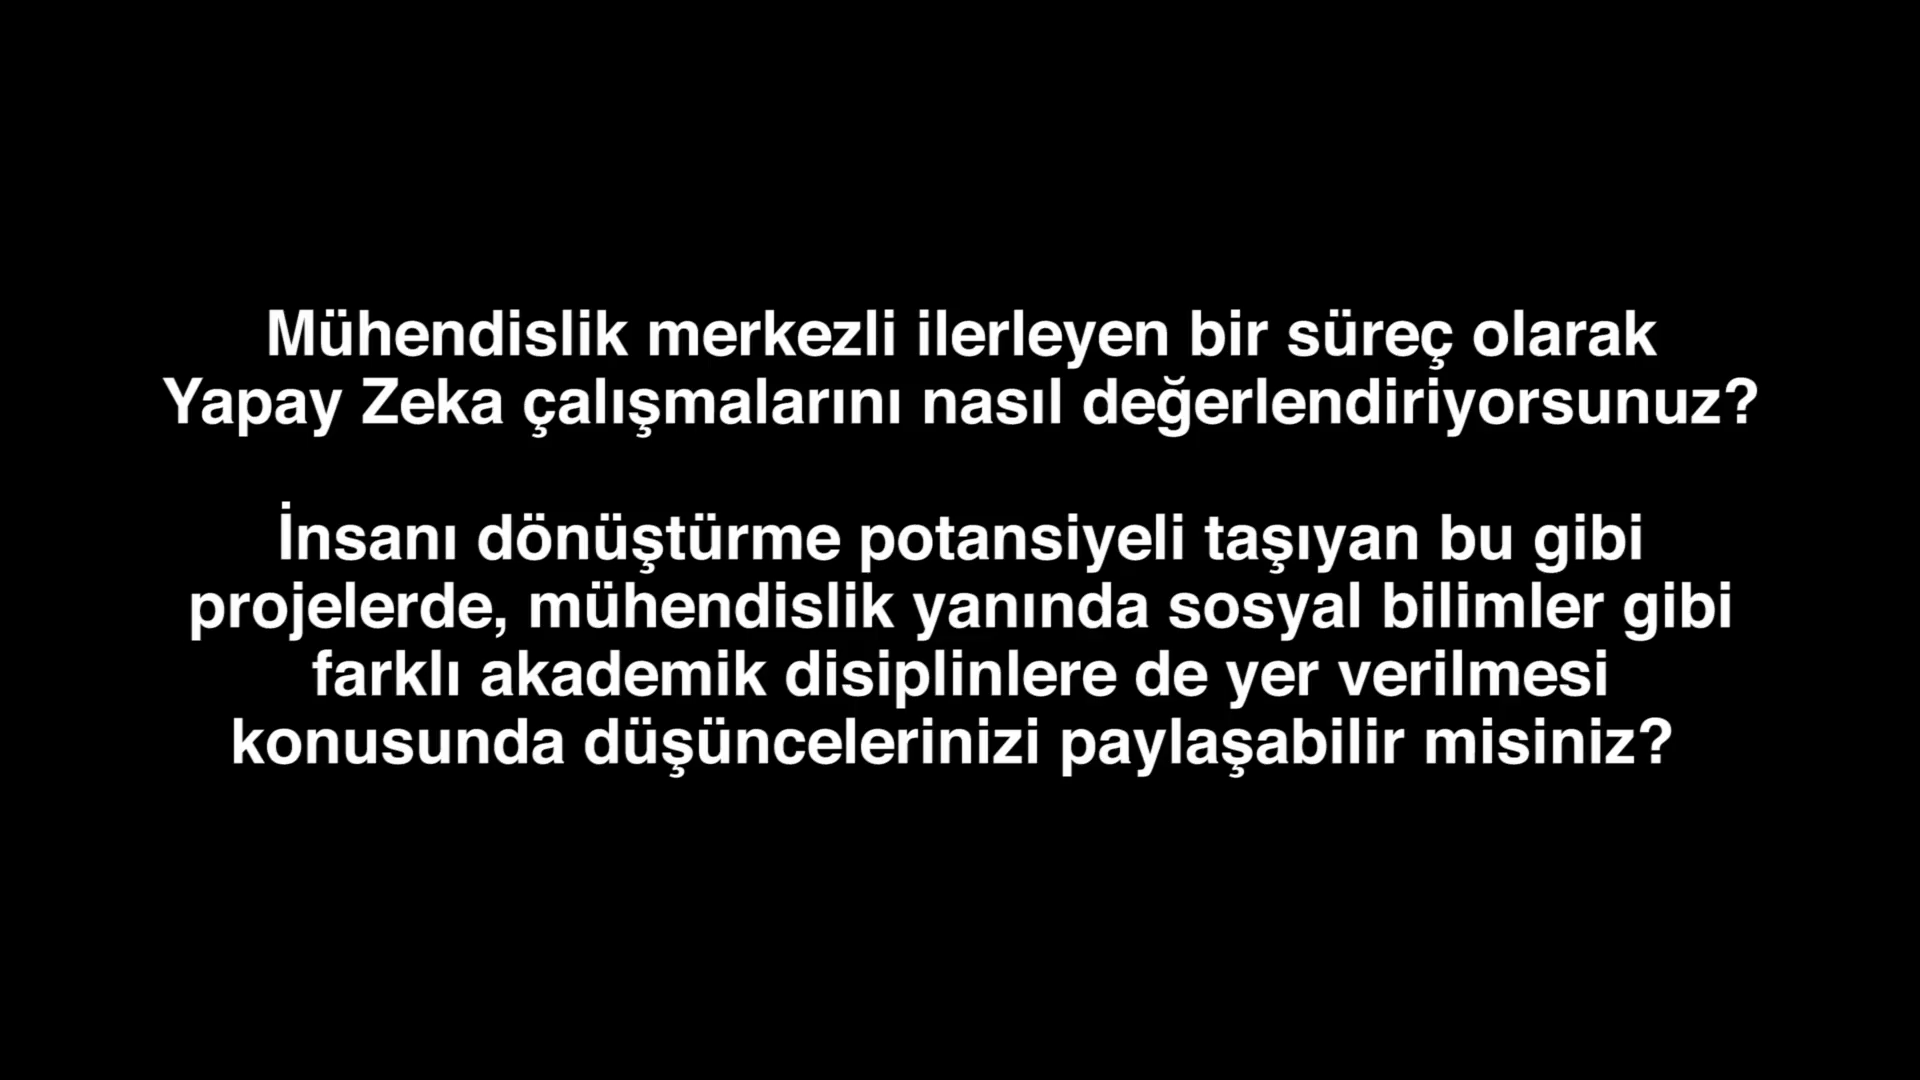 Mühendislik merkezli ilerleyen bir süreç olarak
Yapay Zeka çalışmalarını nasıl değerlendiriyorsunuz?
İnsanı dönüştürme potansiyeli taşıyan bu gibi
projelerde, mühendislik yanında sosyal bilimler gibi
farklı akademik disiplinlere de yer verilmesi
konusunda düşüncelerinizi paylaşabilir misiniz?